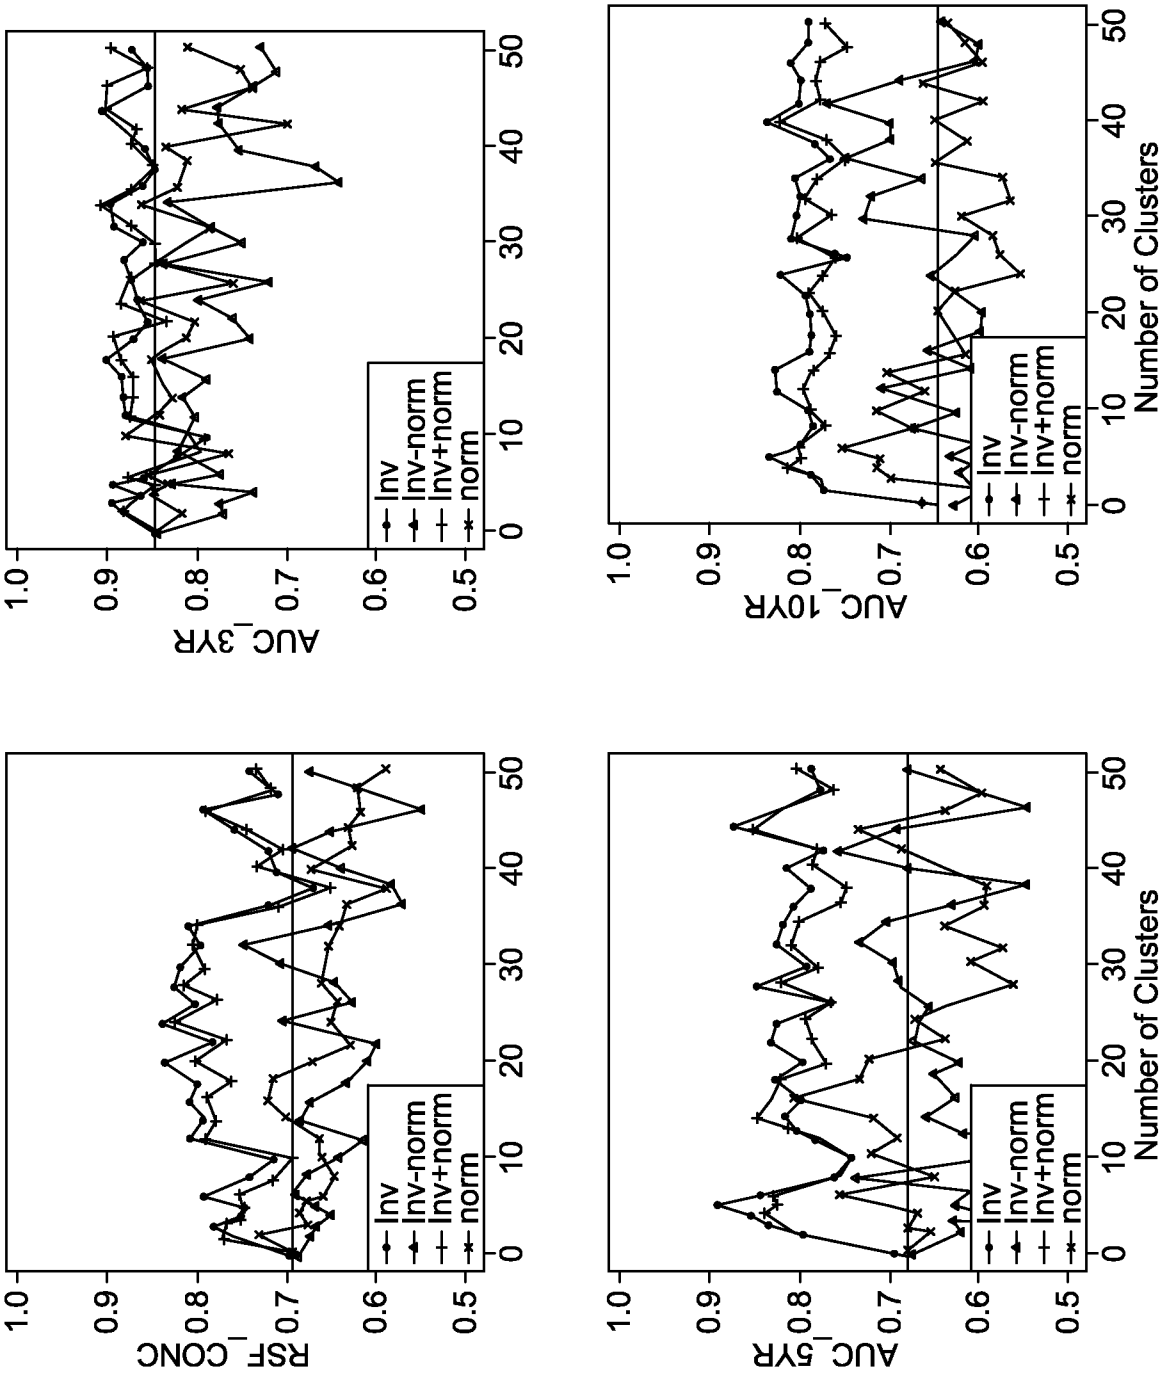 RSF_CONC
1.0
0.9
0.8
0.7
0.6
0.5
Inv
Inv-norm
Inv+norm
norm
0 10 20 30 40 50
AUC_3YR
1.0
0.9
0.8
0.7
0.6
0.5
Inv
Inv-norm
Inv+norm
norm
0 10 20 30 40 50
AUC_5YR
1.0
0.9
0.8
0.7
0.6
0.5
Inv
Inv-norm
Inv+norm
norm
0 10 20 30 40 50
Number of Clusters
AUC_10YR
1.0
0.9
0.8
0.7
0.6
0.5
Inv
Inv-norm
Inv+norm
norm
0 10 20 30 40 50
Number of Clusters